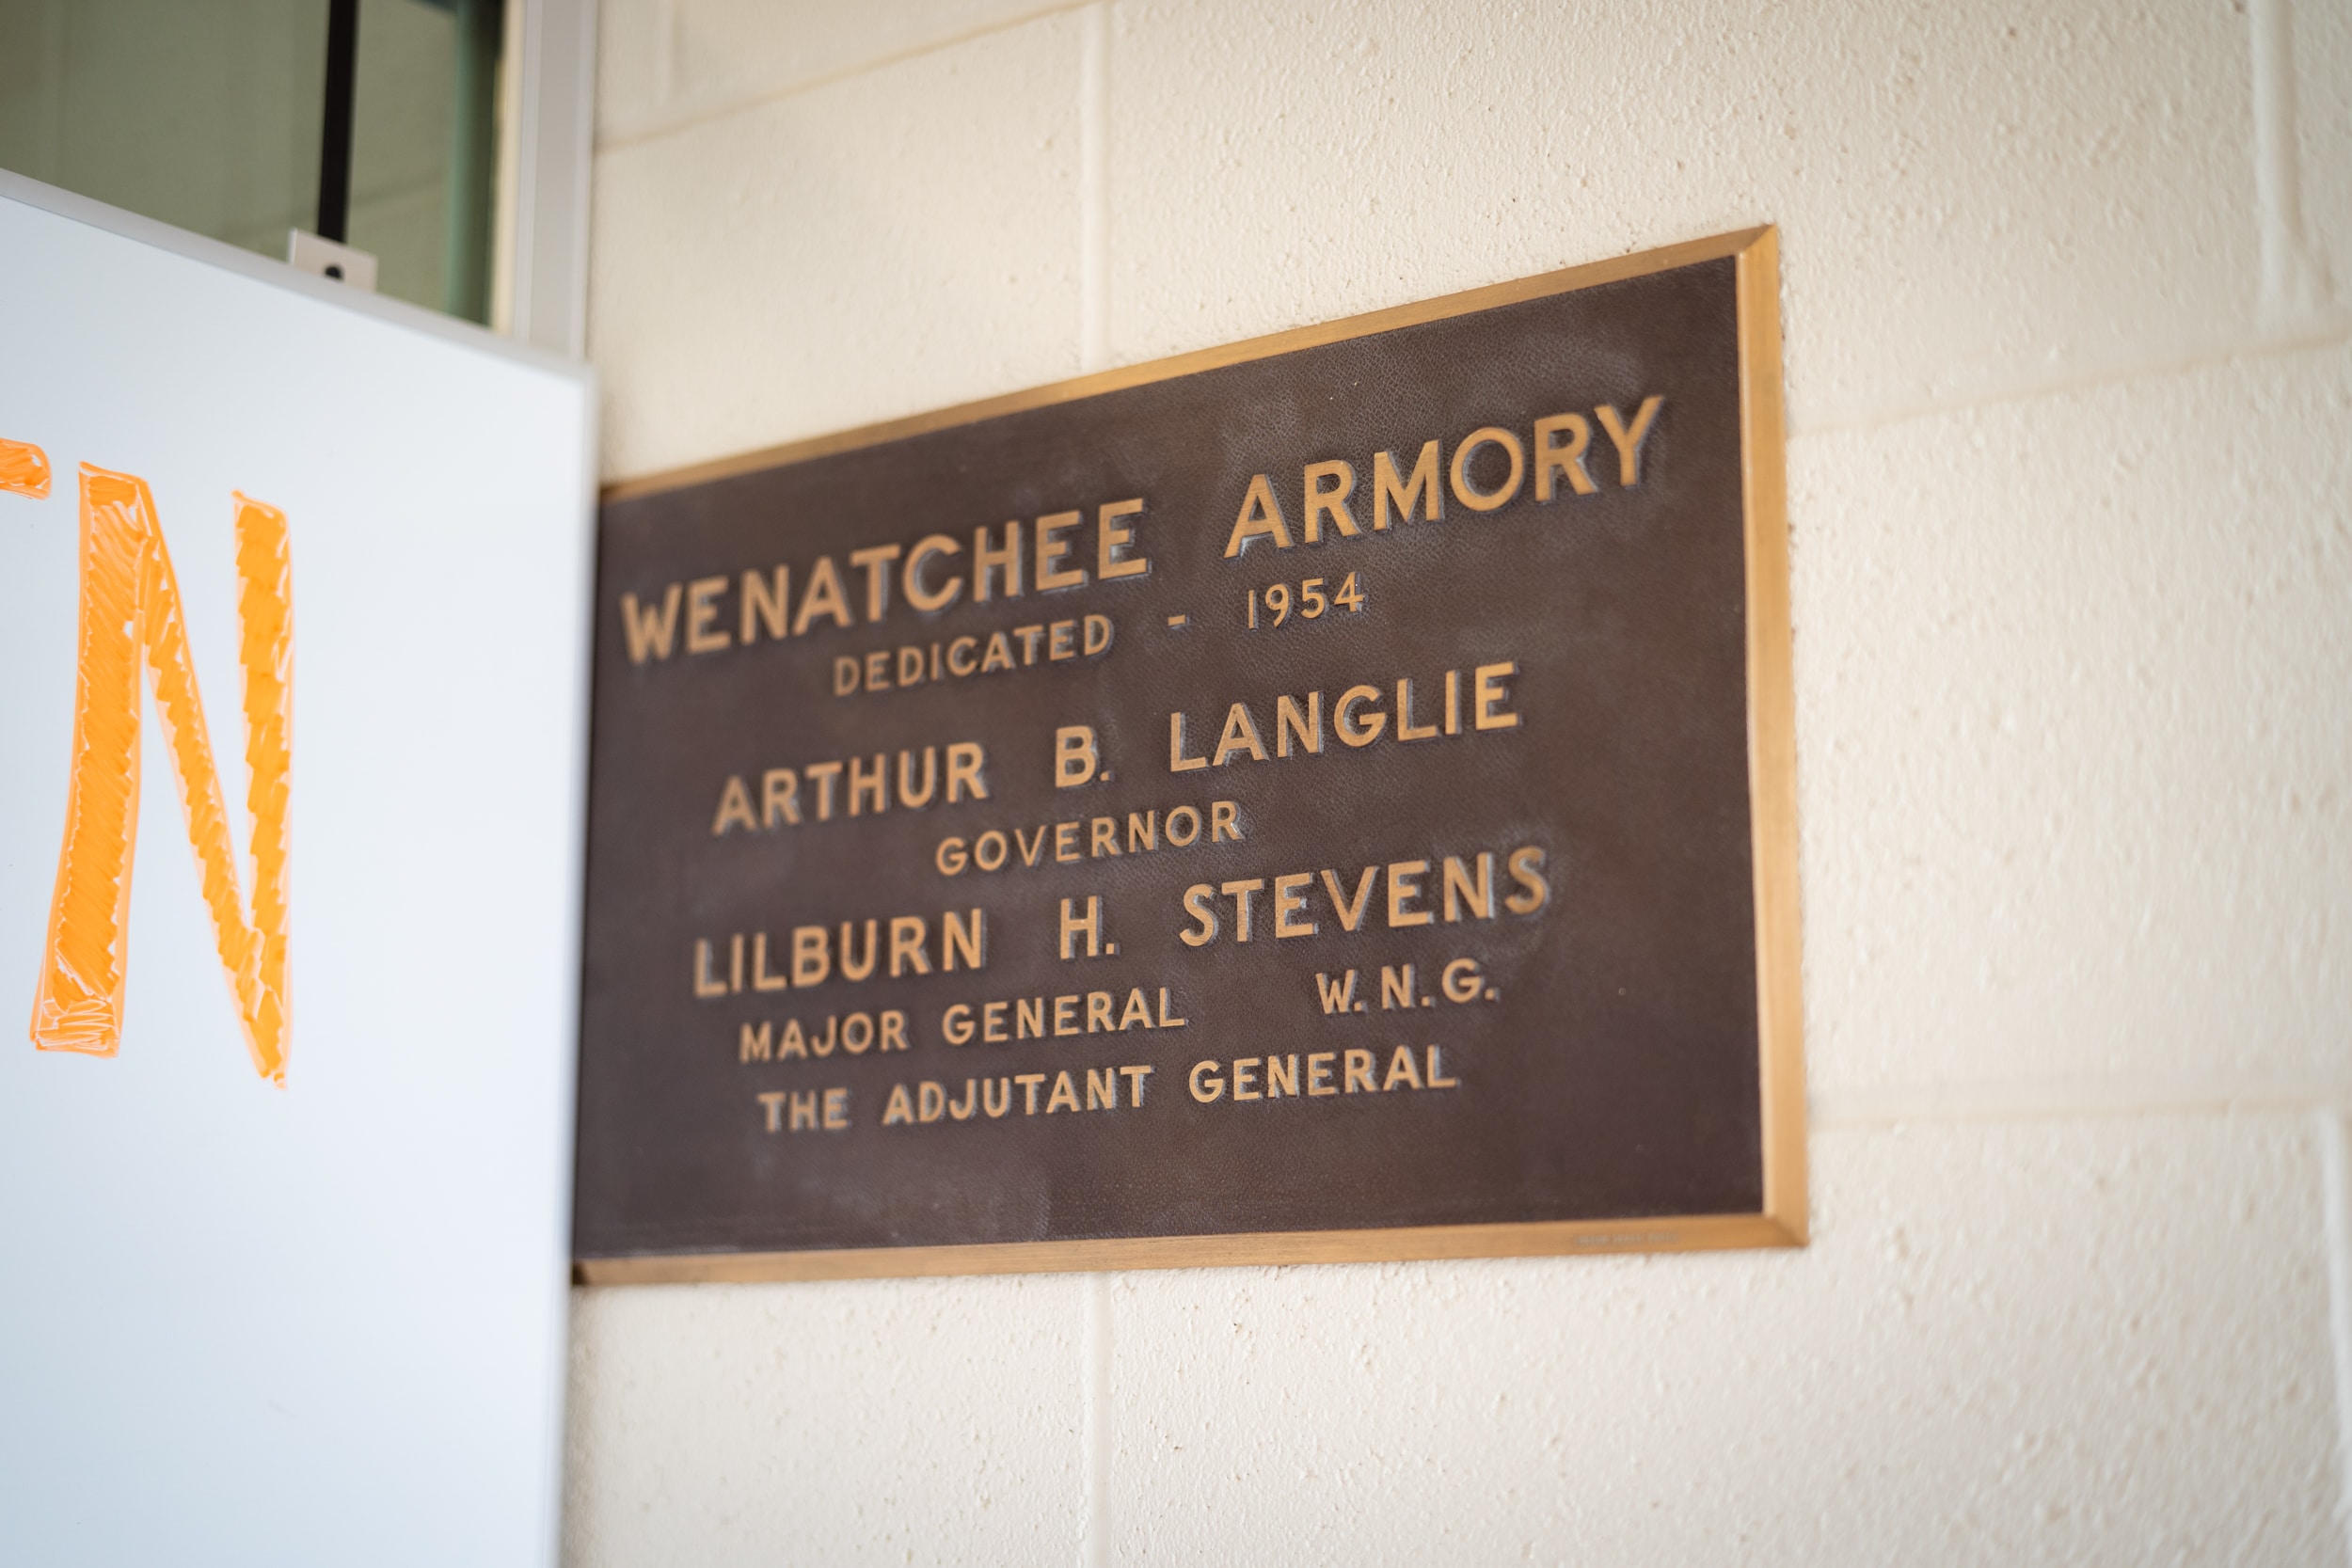 N
WENATCHEE ARMORY
DEDICATED - 1954
ARTHUR B. LANGLIE
GOVERNOR
LILBURN H. STEVENS
MAJOR GENERAL W.N.G.
THE ADJUTANT GENERAL